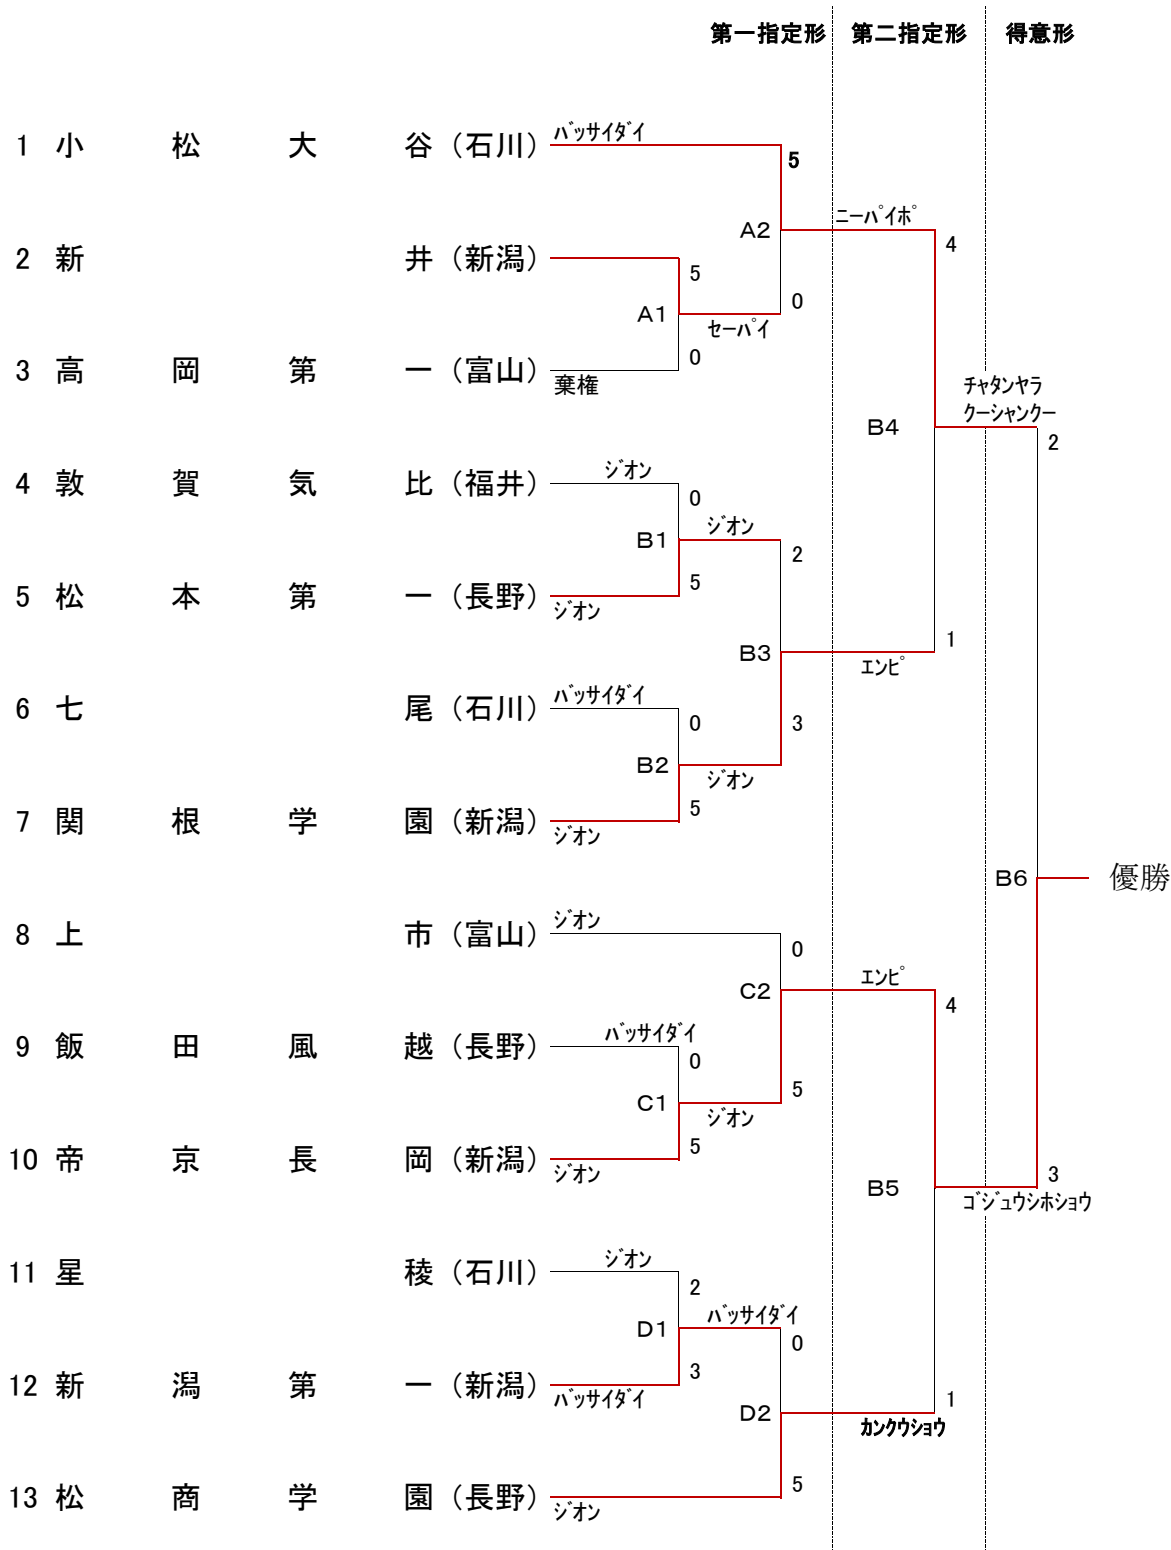 第一指定形 第二指定形 得意形
1 小松大谷(石川) ﾊﾞｯｻｲﾀﾞｲ
5
ﾆｰﾊﾟｲﾎﾟ
A2
4
2 新井(新潟)
5
0
A1
ｾｰﾊﾟｲ
0
3 高岡第一(富山)
棄権
ﾁｬﾀﾝﾔﾗ
ｸｰｼｬﾝｸｰ
B4
2
4 敦賀気比(福井) ｼﾞｵﾝ
0
ｼﾞｵﾝ
B1
2
5
5 松本第一(長野)
ｼﾞｵﾝ
1
B3
ｴﾝﾋﾟ
6 七尾(石川) ﾊﾞｯｻｲﾀﾞｲ
0
3
B2
ｼﾞｵﾝ
5
7 関根学園(新潟)
ｼﾞｵﾝ
B6 優勝
8 上市(富山) ｼﾞｵﾝ
0
ｴﾝﾋﾟ
C2
4
9 飯田風越(長野) ﾊﾞｯｻｲﾀﾞｲ
0
5
C1
ｼﾞｵﾝ
5
10 帝京長岡(新潟)
ｼﾞｵﾝ
3
B5
ｺﾞｼﾞｭｳｼﾎｼｮｳ
11 星稜(石川) ｼﾞｵﾝ
2
ﾊﾞｯｻｲﾀﾞｲ
D1
0
3
12 新潟第一(新潟)
ﾊﾞｯｻｲﾀﾞｲ
1
D2
ｶﾝｸｳｼｮｳ
5
13 松商学園(長野)
ｼﾞｵﾝ